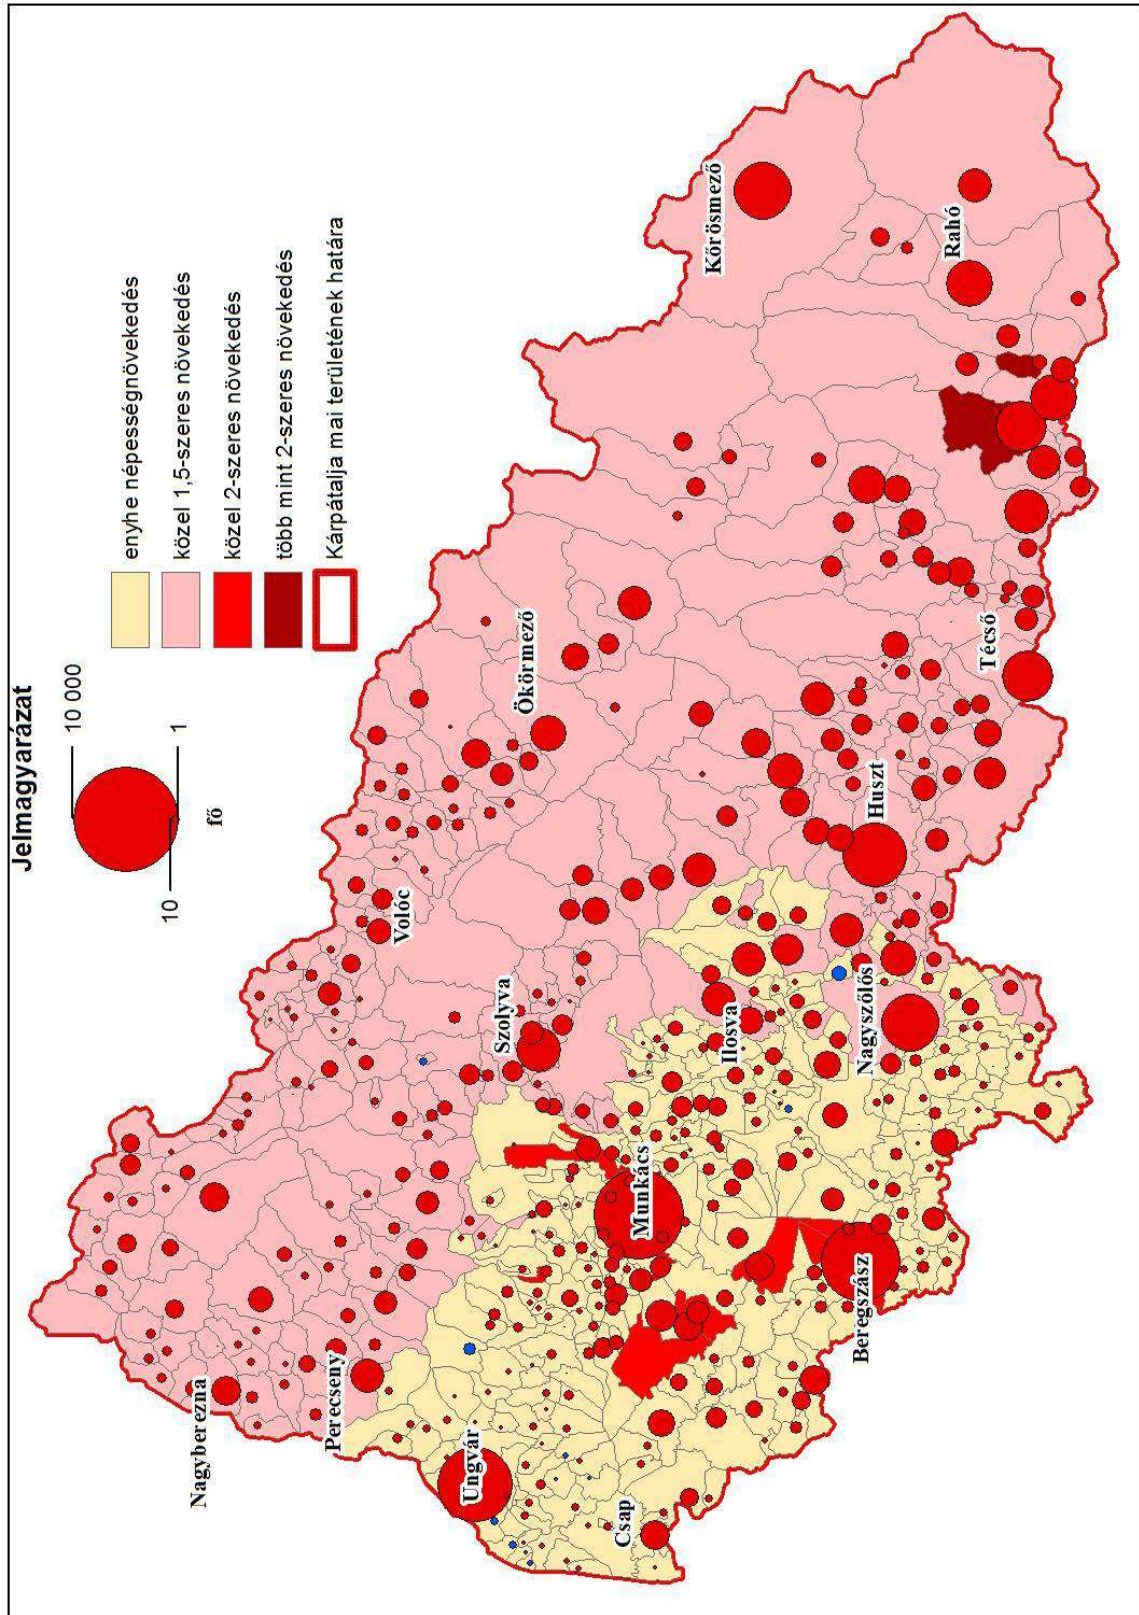 Jelmagyarázat
10 000
10
1
fő
enyhe népességnövekedés
közel 1,5-szeres növekedés
közel 2-szeres növekedés
több mint 2-szeres növekedés
Kárpátalja mai területének határa
Nagyberezna
Perecseny
Ungvár
Csap
Volóc
Szolyva
Munkács
Beregszász
Ilosva
Nagyszőlős
Ökörmező
Huszt
Técső
Kőrösmező
Rahó